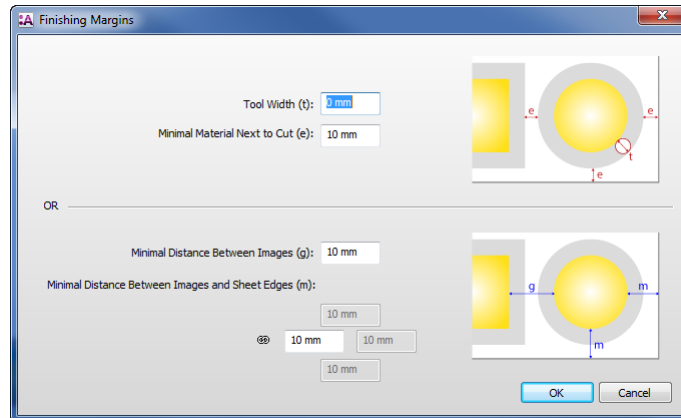 :A Finishing Margins
Tool Width (t): 0 mm
Minimal Material Next to Cut (e): 10 mm
e e
t
e
OR
Minimal Distance Between Images (g): 10 mm
Minimal Distance Between Images and Sheet Edges (m):
g m
10 mm
10 mm 10 mm
m
10 mm
OK Cancel